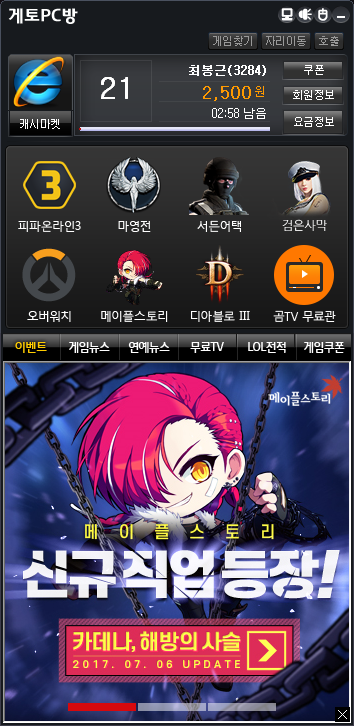 게토PC방
게임찾기 자리이동 호출
캐시마켓
21
최봉근(3284)
2,500원
02:58 남음
쿠폰
회원정보
요금정보
3
피파온라인3 마영전 서든어택 검은사막
오버워치 메이플스토리 디아블로 III 곰TV 무료관
이벤트 게임뉴스 연예뉴스 무료TV LOL전적 게임쿠폰
메이플스토리
메이플스토리
신규 직업 등장!
카데나, 해방의 사슬
2017. 07. 06 UPDATE